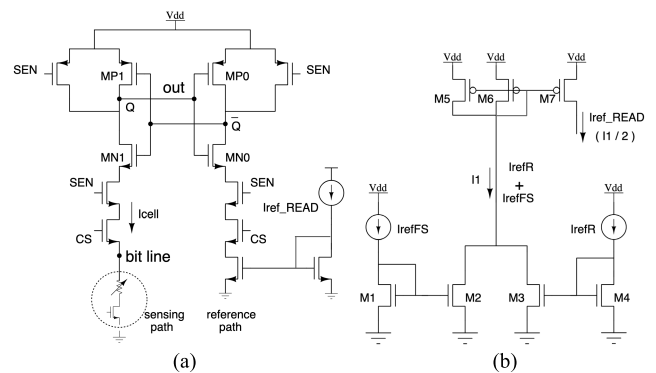 Vdd
SEN
MP1
out
MP0
SEN
Q
Q̅
MN1
MN0
SEN
SEN
Icell
Iref_READ
CS
CS
bit line
sensing
path
reference
path
(a)
Vdd
Vdd
Vdd
M5
M6
M7
Iref_READ
( I1 / 2 )
I1
IrefR
+
IrefFS
Vdd
Vdd
IrefFS
IrefR
M1
M2
M3
M4
(b)